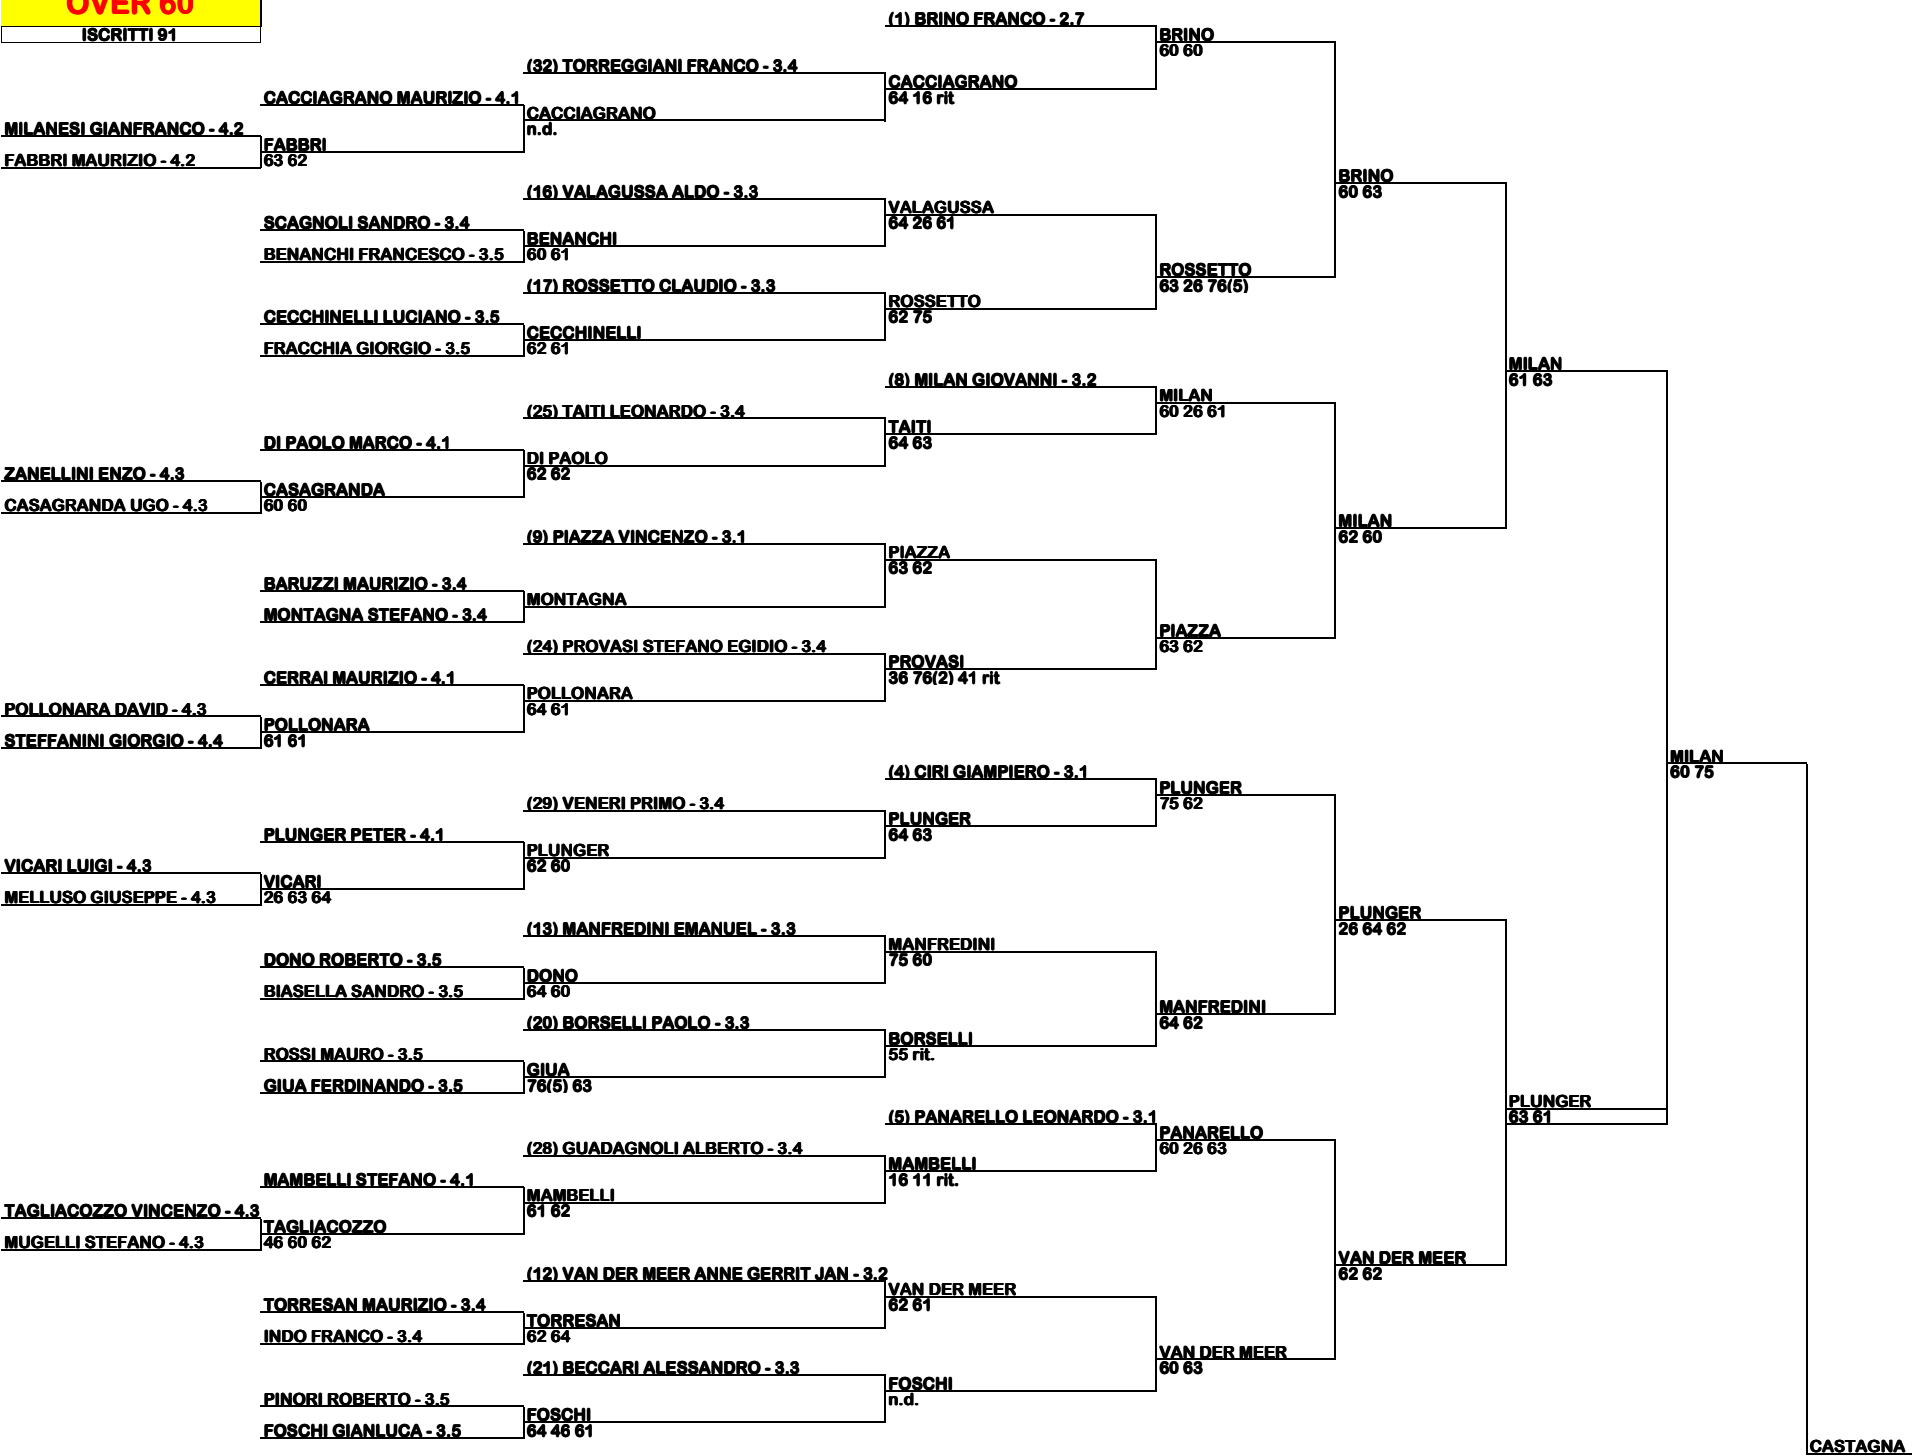 OVER 60
ISCRITTI 91
(1) BRINO FRANCO - 2.7
BRINO
60 60
(32) TORREGGIANI FRANCO - 3.4
CACCIAGRANO
64 16 rit
CACCIAGRANO MAURIZIO - 4.1
CACCIAGRANO
n.d.
MILANESI GIANFRANCO - 4.2
FABBRI
63 62
FABBRI MAURIZIO - 4.2
BRINO
60 63
(16) VALAGUSSA ALDO - 3.3
VALAGUSSA
64 26 61
SCAGNOLI SANDRO - 3.4
BENANCHI
60 61
BENANCHI FRANCESCO - 3.5
ROSSETTO
63 26 76(5)
(17) ROSSETTO CLAUDIO - 3.3
ROSSETTO
62 75
CECCHINELLI LUCIANO - 3.5
CECCHINELLI
62 61
FRACCHIA GIORGIO - 3.5
MILAN
61 63
(8) MILAN GIOVANNI - 3.2
MILAN
60 26 61
(25) TAITI LEONARDO - 3.4
TAITI
64 63
DI PAOLO MARCO - 4.1
DI PAOLO
62 62
ZANELLINI ENZO - 4.3
CASAGRANDA
60 60
CASAGRANDA UGO - 4.3
MILAN
62 60
(9) PIAZZA VINCENZO - 3.1
PIAZZA
63 62
BARUZZI MAURIZIO - 3.4
MONTAGNA
MONTAGNA STEFANO - 3.4
PIAZZA
63 62
(24) PROVASI STEFANO EGIDIO - 3.4
PROVASI
36 76(2) 41 rit
CERRAI MAURIZIO - 4.1
POLLONARA
64 61
POLLONARA DAVID - 4.3
POLLONARA
61 61
STEFFANINI GIORGIO - 4.4
MILAN
60 75
(4) CIRI GIAMPIERO - 3.1
PLUNGER
75 62
(29) VENERI PRIMO - 3.4
PLUNGER
64 63
PLUNGER PETER - 4.1
PLUNGER
62 60
VICARI LUIGI - 4.3
VICARI
26 63 64
MELLUSO GIUSEPPE - 4.3
PLUNGER
26 64 62
(13) MANFREDINI EMANUEL - 3.3
MANFREDINI
75 60
DONO ROBERTO - 3.5
DONO
64 60
BIASELLA SANDRO - 3.5
MANFREDINI
64 62
(20) BORSELLI PAOLO - 3.3
BORSELLI
55 rit.
ROSSI MAURO - 3.5
GIUA
76(5) 63
GIUA FERDINANDO - 3.5
PLUNGER
63 61
(5) PANARELLO LEONARDO - 3.1
PANARELLO
60 26 63
(28) GUADAGNOLI ALBERTO - 3.4
MAMBELLI
16 11 rit.
MAMBELLI STEFANO - 4.1
MAMBELLI
61 62
TAGLIACOZZO VINCENZO - 4.3
TAGLIACOZZO
46 60 62
MUGELLI STEFANO - 4.3
VAN DER MEER
62 62
(12) VAN DER MEER ANNE GERRIT JAN - 3.2
VAN DER MEER
62 61
TORRESAN MAURIZIO - 3.4
TORRESAN
62 64
INDO FRANCO - 3.4
VAN DER MEER
60 63
(21) BECCARI ALESSANDRO - 3.3
FOSCHI
n.d.
PINORI ROBERTO - 3.5
FOSCHI
64 46 61
FOSCHI GIANLUCA - 3.5
CASTAGNA